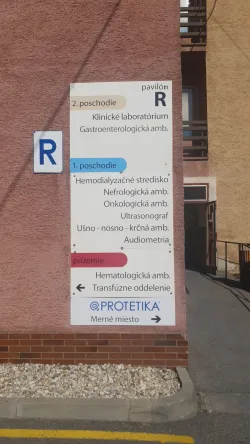 pavilón
R
2. poschodie
Klinické laboratórium
Gastroenterologická amb.
R
1. poschodie
Hemodialyzačné stredisko
Nefrologická amb.
Onkologická amb.
Ultrasonograf
Ušno - nosno - krčná amb.
Audiometria
prízemie
Hematologická amb.
← Transfúzne oddelenie
@PROTETIKA
Merné miesto →